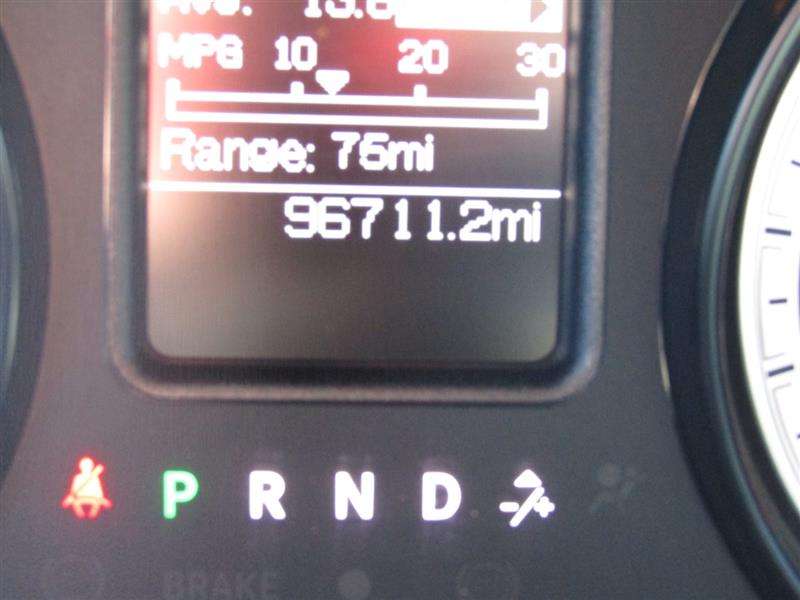 MPG 10 20 30
Range: 75mi
96711.2mi
P R N D -/+
BRAKE